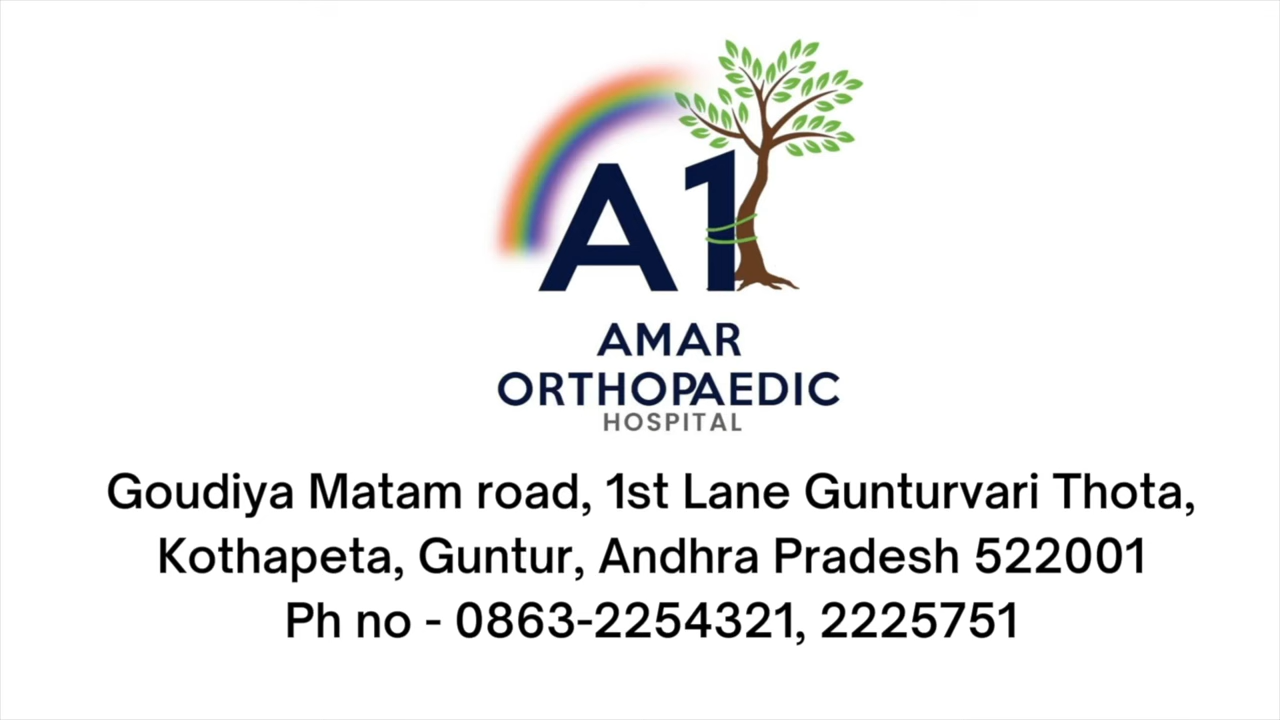 A1
AMAR
ORTHOPAEDIC
HOSPITAL
Goudiya Matam road, 1st Lane Gunturvari Thota,
Kothapeta, Guntur, Andhra Pradesh 522001
Ph no - 0863-2254321, 2225751